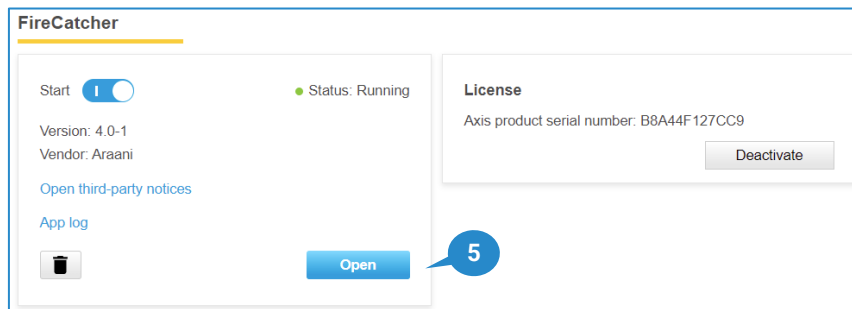 FireCatcher
Start
Status: Running
Version: 4.0-1
Vendor: Araani
Open third-party notices
App log
Open
5
License
Axis product serial number: B8A44F127CC9
Deactivate